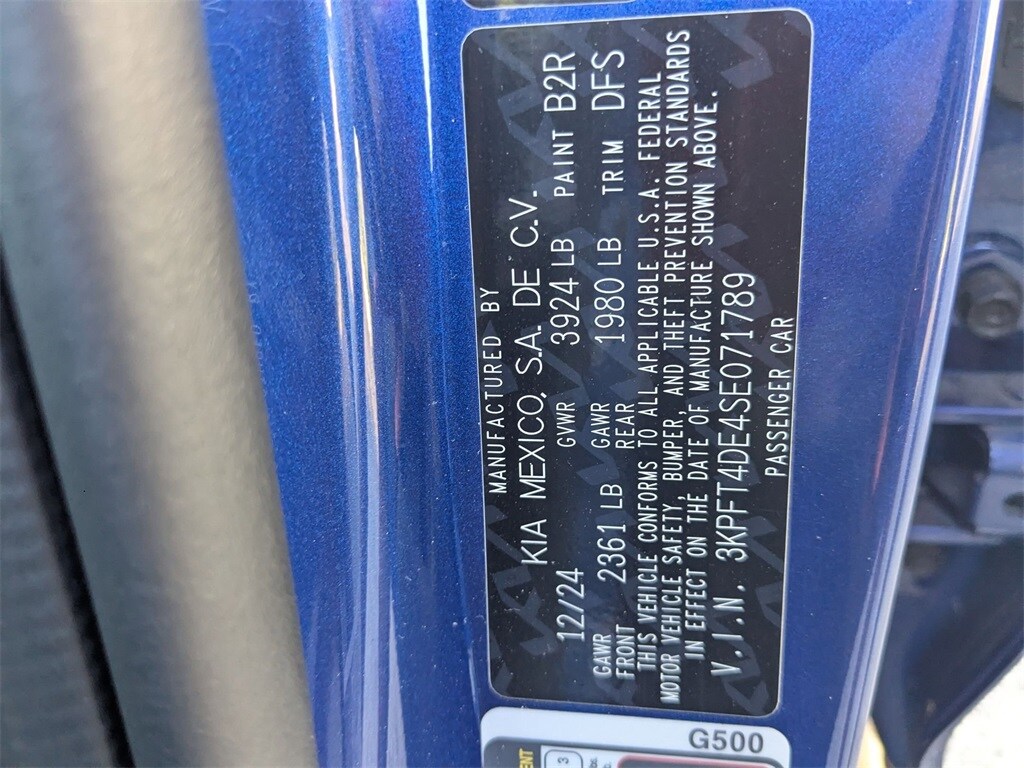 MANUFACTURED BY
KIA MEXICO, S.A. DE C.V.
12/24 GVWR 3924 LB PAINT B2R
GAWR FRONT 2361 LB GAWR REAR 1980 LB TRIM DFS
THIS VEHICLE CONFORMS TO ALL APPLICABLE U.S.A. FEDERAL
MOTOR VEHICLE SAFETY, BUMPER, AND THEFT PREVENTION STANDARDS
IN EFFECT ON THE DATE OF MANUFACTURE SHOWN ABOVE.
V.I.N. 3KPFT4DE4SE071789
PASSENGER CAR
G500
3